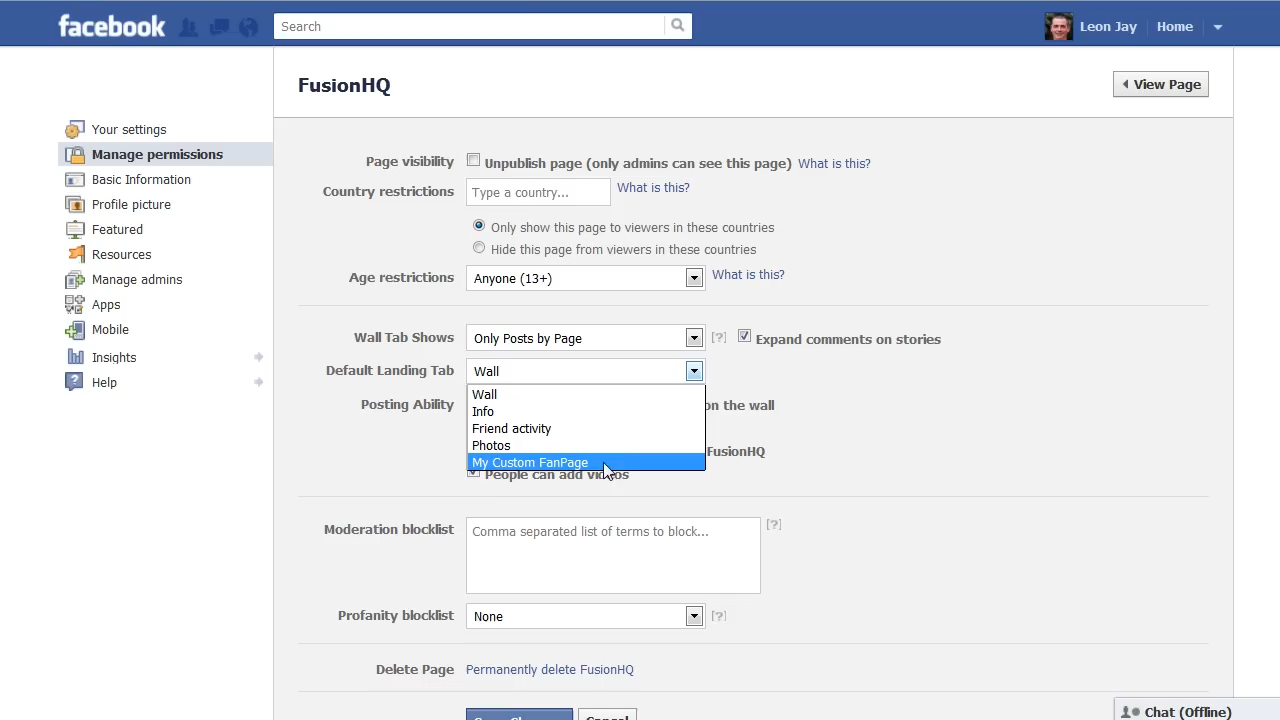 facebook
Search
Leon Jay
Home
FusionHQ
View Page
Your settings
Manage permissions
Basic Information
Profile picture
Featured
Resources
Manage admins
Apps
Mobile
Insights
Help
Page visibility Unpublish page (only admins can see this page) What is this?
Country restrictions Type a country... What is this?
Only show this page to viewers in these countries
Hide this page from viewers in these countries
Age restrictions Anyone (13+) What is this?
Wall Tab Shows Only Posts by Page [?] Expand comments on stories
Default Landing Tab Wall
Wall
Info
Friend activity
Photos
My Custom FanPage
Posting Ability on the wall
FusionHQ
People can add videos
Moderation blocklist Comma separated list of terms to block... [?]
Profanity blocklist None [?]
Delete Page Permanently delete FusionHQ
Cancel
Chat (Offline)